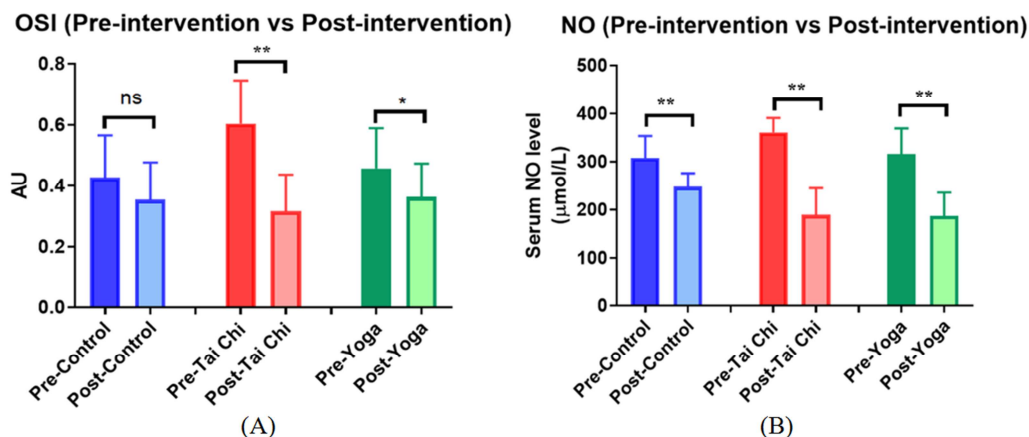 OSI (Pre-intervention vs Post-intervention)
0.8
0.6
0.4
0.2
0.0
AU
ns
**
*
Pre-Control
Post-Control
Pre-Tai Chi
Post-Tai Chi
Pre-Yoga
Post-Yoga
(A)
NO (Pre-intervention vs Post-intervention)
500
400
300
200
100
0
Serum NO level
(μmol/L)
**
**
**
Pre-Control
Post-Control
Pre-Tai Chi
Post-Tai Chi
Pre-Yoga
Post-Yoga
(B)